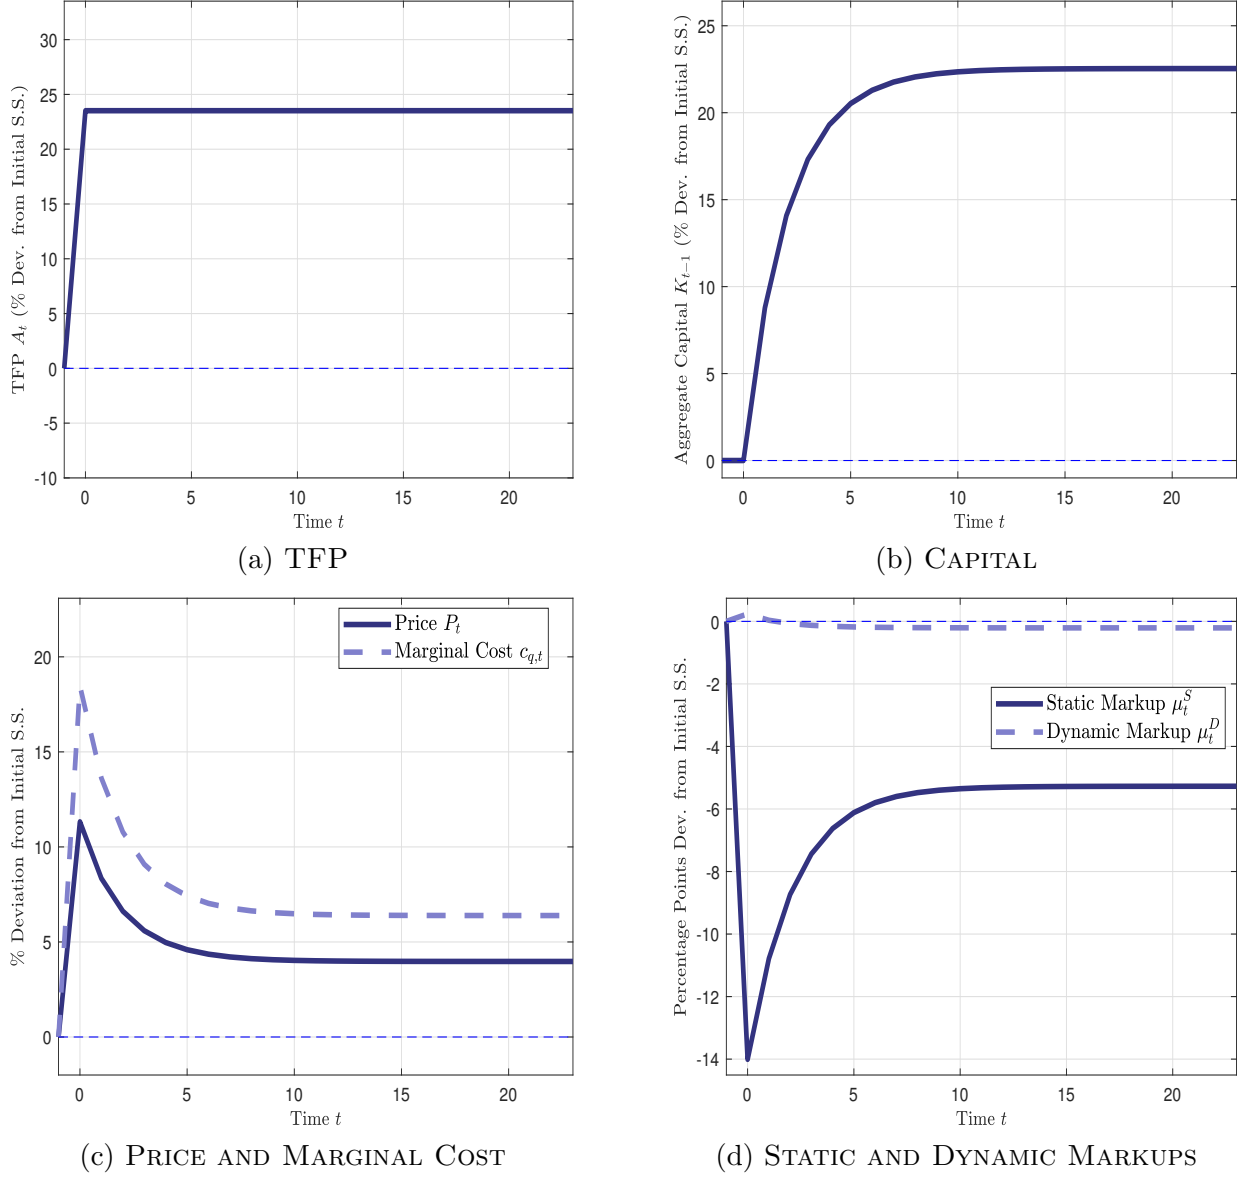 TFP A_t (% Dev. from Initial S.S.)
30
25
20
15
10
5
0
-5
-10
0 5 10 15 20
Time t
(a) TFP
Aggregate Capital K_{t−1} (% Dev. from Initial S.S.)
25
20
15
10
5
0
0 5 10 15 20
Time t
(b) CAPITAL
% Deviation from Initial S.S.
20
15
10
5
0
Price P_t
Marginal Cost c_{q,t}
0 5 10 15 20
Time t
(c) PRICE AND MARGINAL COST
Percentage Points Dev. from Initial S.S.
0
-2
-4
-6
-8
-10
-12
-14
Static Markup μ_t^S
Dynamic Markup μ_t^D
0 5 10 15 20
Time t
(d) STATIC AND DYNAMIC MARKUPS